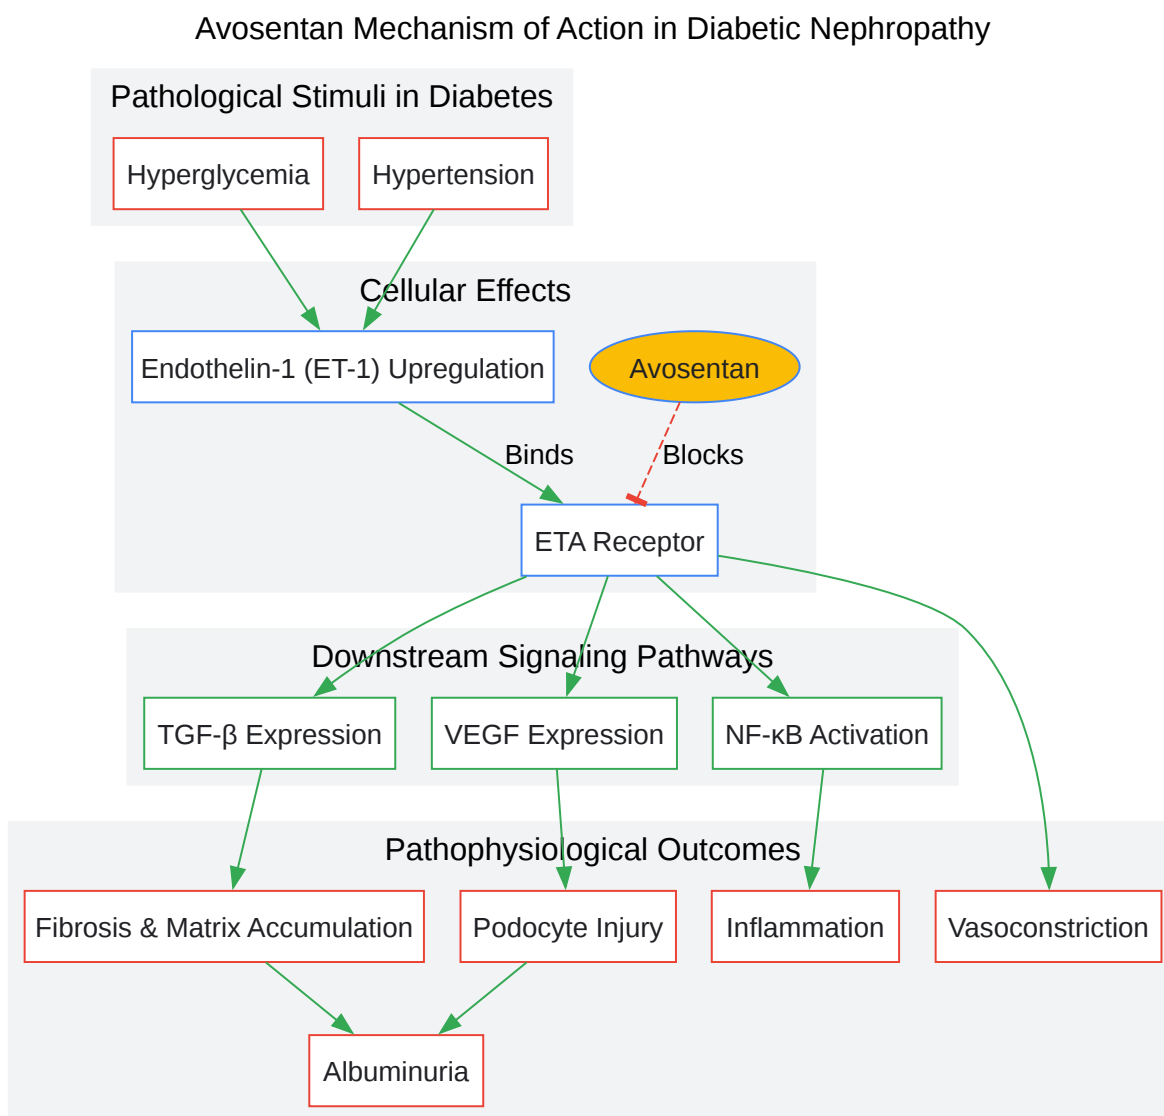 Avosentan Mechanism of Action in Diabetic Nephropathy
Pathological Stimuli in Diabetes
Hyperglycemia
Hypertension
Cellular Effects
Endothelin-1 (ET-1) Upregulation
Avosentan
Binds
Blocks
ETA Receptor
Downstream Signaling Pathways
TGF-β Expression
VEGF Expression
NF-κB Activation
Pathophysiological Outcomes
Fibrosis & Matrix Accumulation
Podocyte Injury
Inflammation
Vasoconstriction
Albuminuria